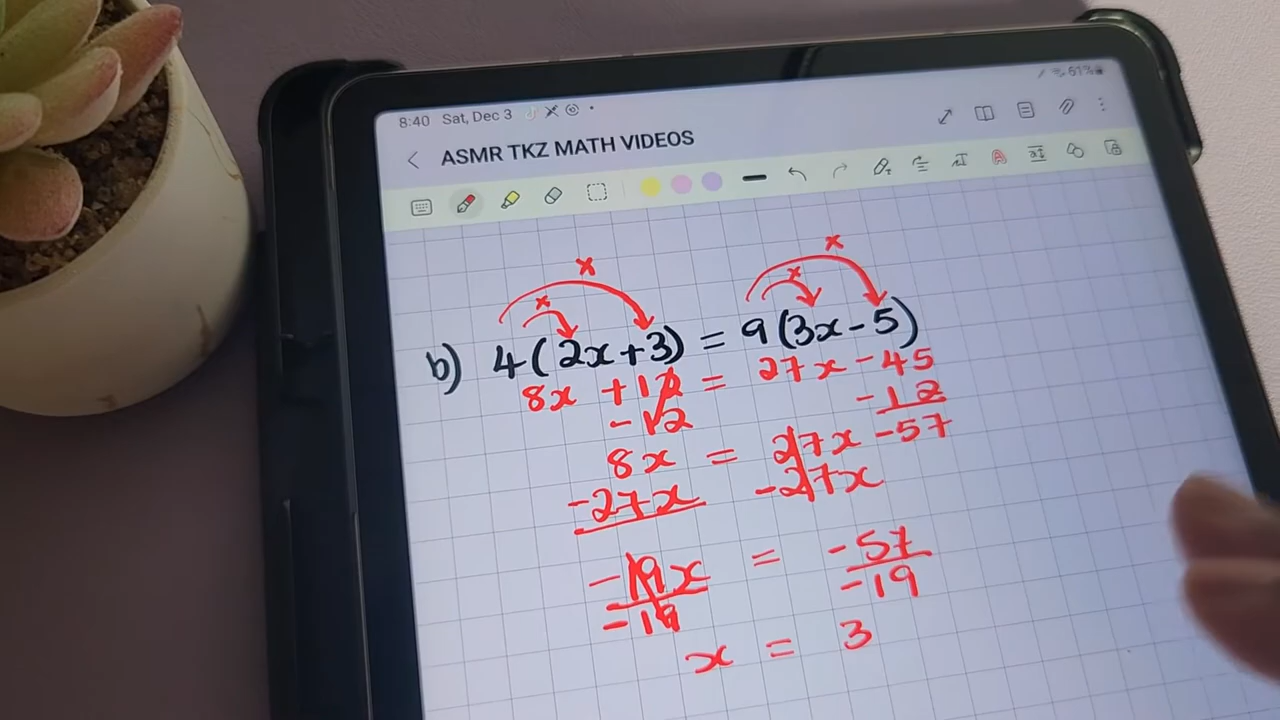 8:40 Sat, Dec 3
61%
ASMR TKZ MATH VIDEOS
x x x x
b) 4(2x+3) = 9(3x-5)
8x +12 = 27x -45
-12 -12
8x = 27x -57
-27x -27x
-19x = -57
-19 -19
x = 3